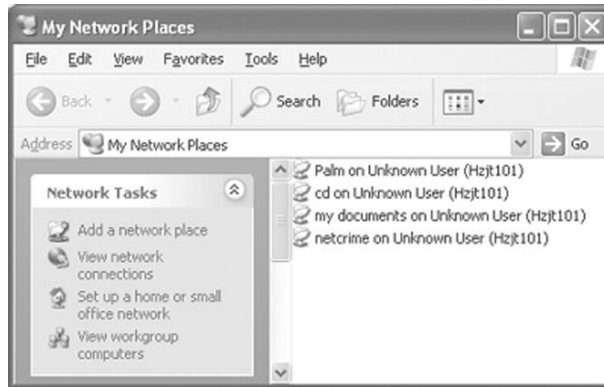 My Network Places
File Edit View Favorites Tools Help
Back Search Folders
Address My Network Places Go
Network Tasks
Add a network place
View network
connections
Set up a home or small
office network
View workgroup
computers
Palm on Unknown User (Hzjt101)
cd on Unknown User (Hzjt101)
my documents on Unknown User (Hzjt101)
netcrime on Unknown User (Hzjt101)